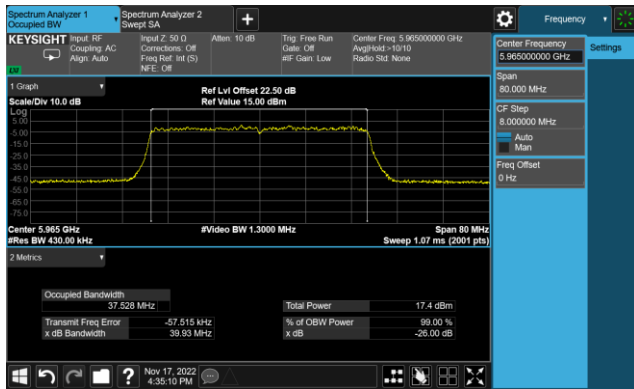 Spectrum Analyzer 1
Occupied BW
Spectrum Analyzer 2
Swept SA
Frequency
KEYSIGHT
Input: RF
Coupling: AC
Align: Auto
Input Z: 50 Ω
Corrections: Off
Freq Ref: Int (S)
NFE: Off
Atten: 10 dB
Trig: Free Run
Gate: Off
#IF Gain: Low
Center Freq: 5.965000000 GHz
Avg|Hold:>10/10
Radio Std: None
Center Frequency
5.965000000 GHz
Settings
Span
80.000 MHz
CF Step
8.000000 MHz
Auto
Man
Freq Offset
0 Hz
1 Graph
Scale/Div 10.0 dB
Ref Lvl Offset 22.50 dB
Ref Value 15.00 dBm
Log
5.00
-5.00
-15.0
-25.0
-35.0
-45.0
-55.0
-65.0
-75.0
Center 5.965 GHz
#Video BW 1.3000 MHz
Span 80 MHz
#Res BW 430.00 kHz
Sweep 1.07 ms (2001 pts)
2 Metrics
Occupied Bandwidth
37.528 MHz
Total Power 17.4 dBm
Transmit Freq Error -57.515 kHz
% of OBW Power 99.00 %
x dB Bandwidth 39.93 MHz
x dB -26.00 dB
Nov 17, 2022
4:35:10 PM